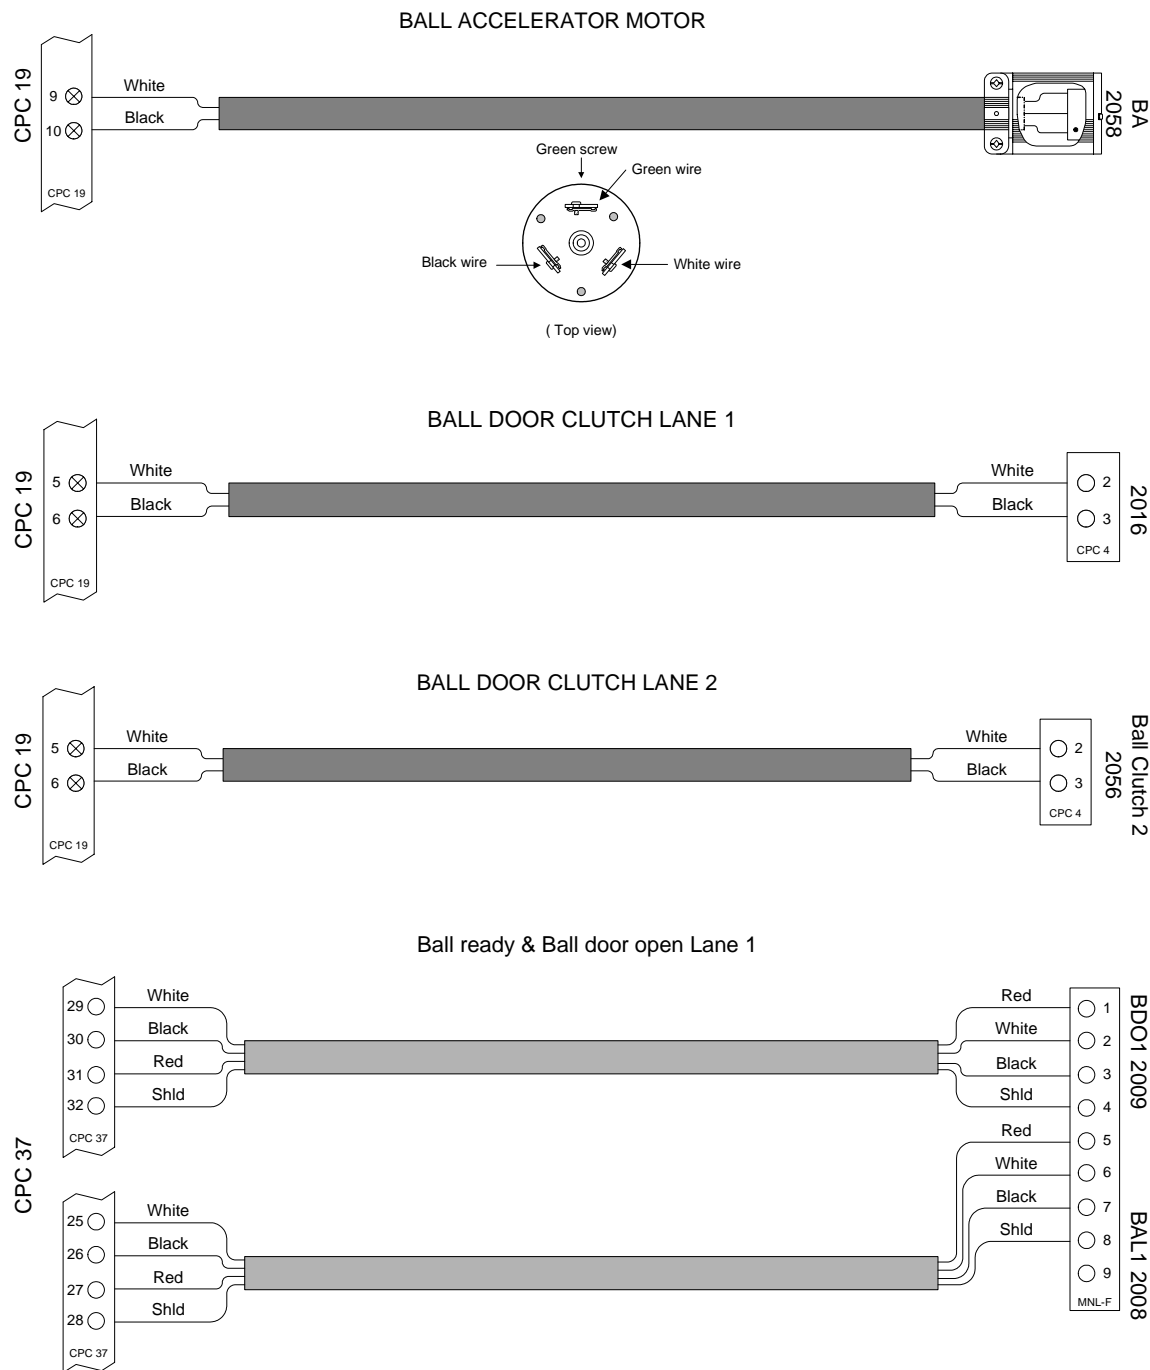 BALL ACCELERATOR MOTOR
CPC 19
9
White
10
Black
CPC 19
BA
2058
Green screw
Green wire
Black wire
White wire
( Top view)
BALL DOOR CLUTCH LANE 1
CPC 19
5
White
6
Black
CPC 19
White
2
Black
3
CPC 4
2016
BALL DOOR CLUTCH LANE 2
CPC 19
5
White
6
Black
CPC 19
White
2
Black
3
CPC 4
Ball Clutch 2
2056
Ball ready & Ball door open Lane 1
CPC 37
29
White
30
Black
31
Red
32
Shld
CPC 37
25
White
26
Black
27
Red
28
Shld
CPC 37
Red
1
White
2
Black
3
Shld
4
Red
5
White
6
Black
7
Shld
8
9
MNL-F
BDO1 2009
BAL1 2008